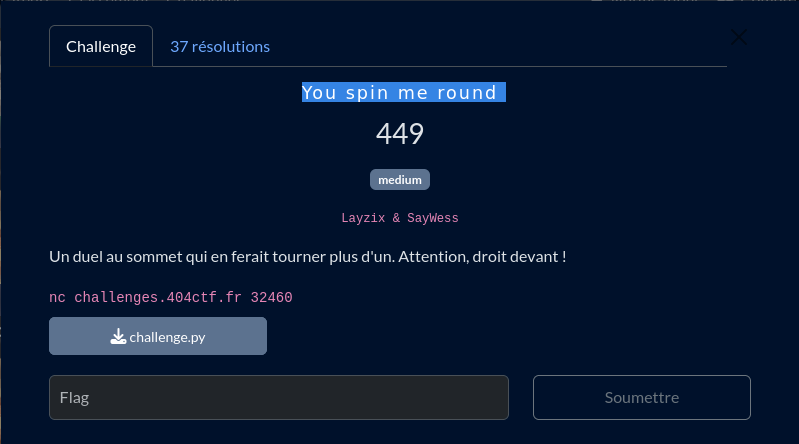 Challenge
37 résolutions
You spin me round
449
medium
Layzix & SayWess
Un duel au sommet qui en ferait tourner plus d'un. Attention, droit devant !
nc challenges.404ctf.fr 32460
challenge.py
Flag
Soumettre